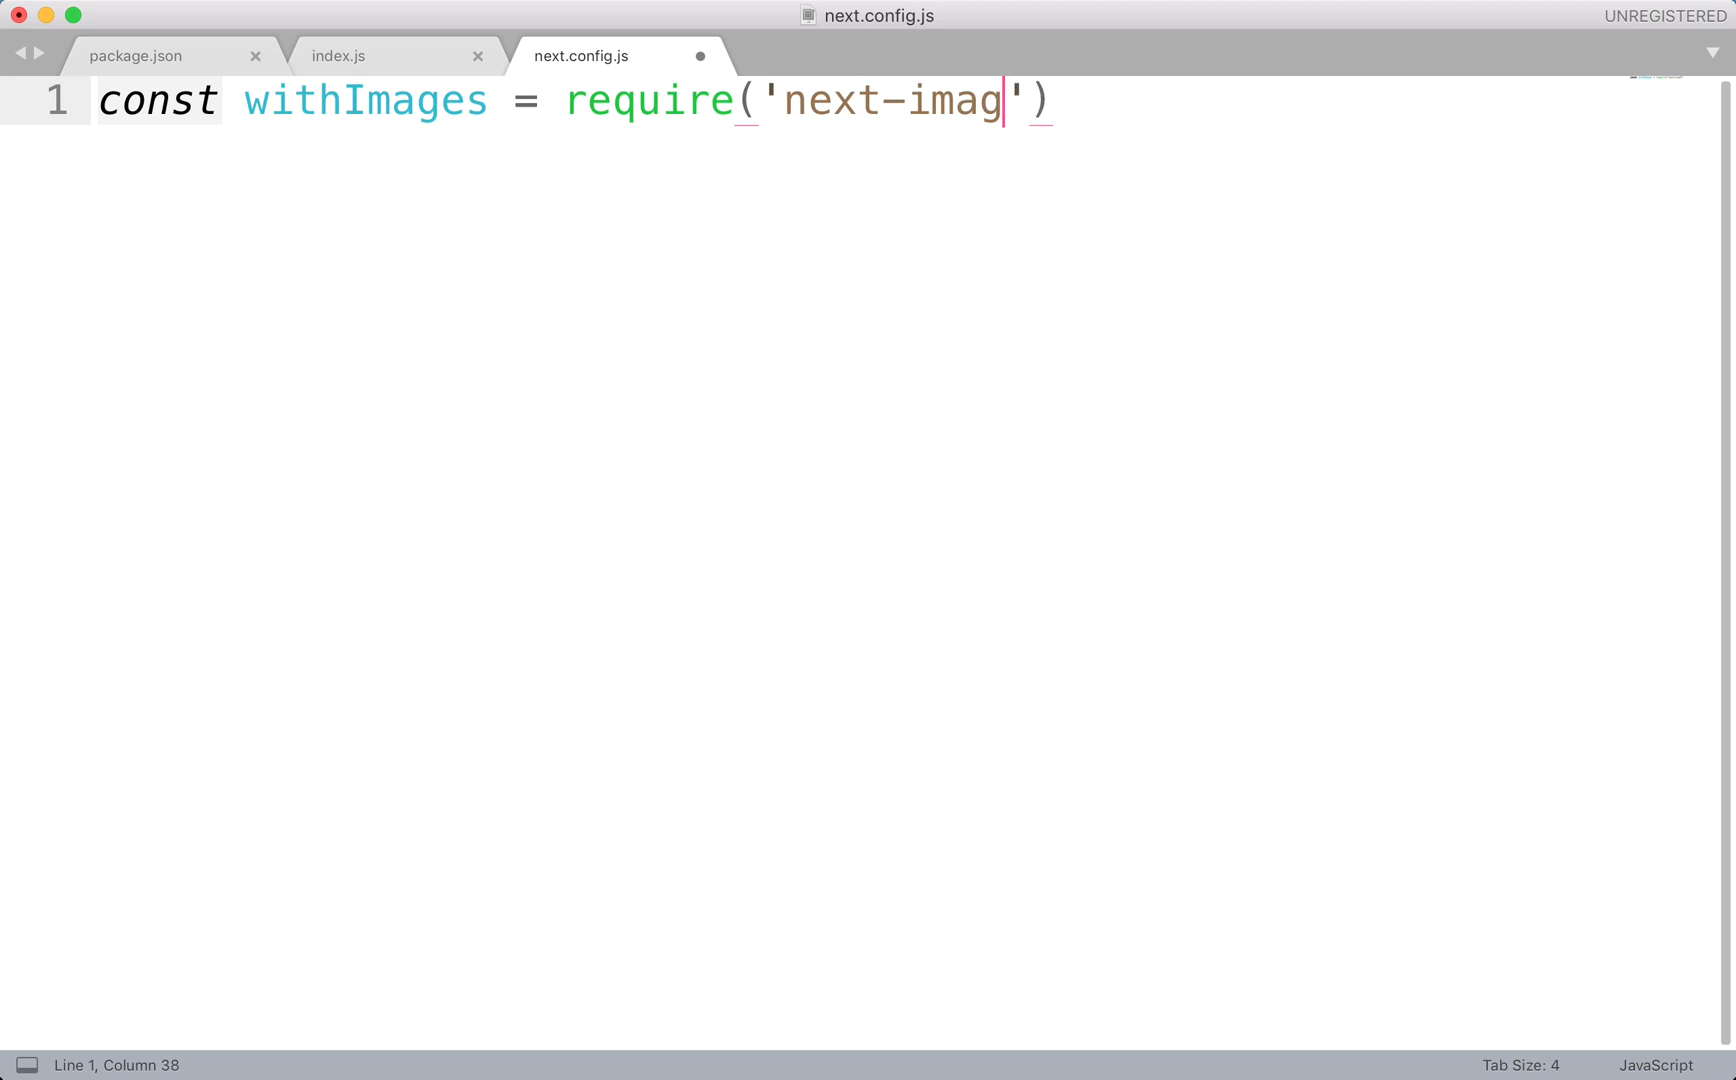 next.config.js
UNREGISTERED
package.json
index.js
next.config.js
1 const withImages = require('next-imag')
Line 1, Column 38
Tab Size: 4
JavaScript